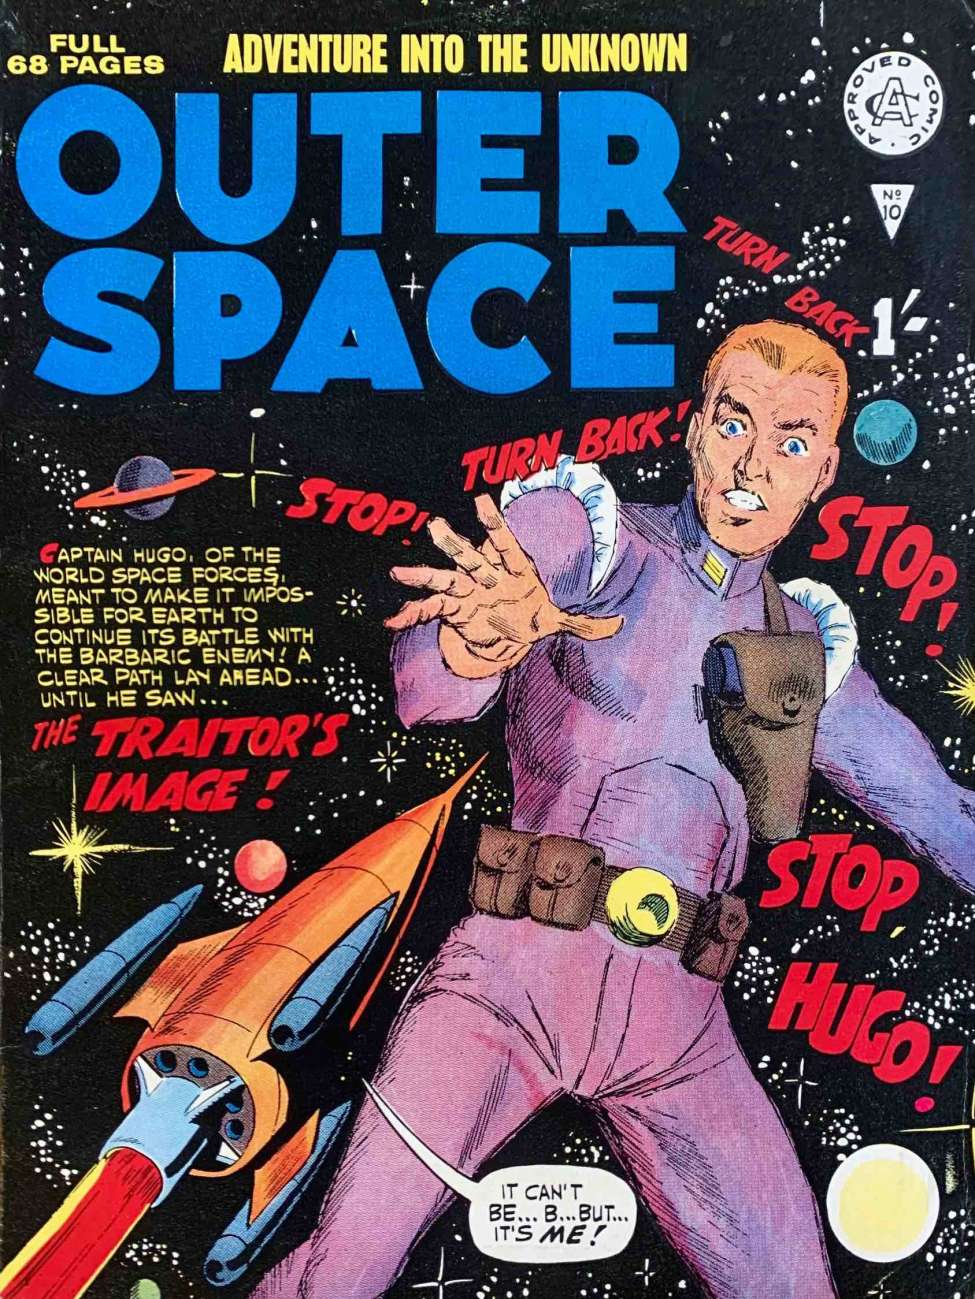 FULL
68 PAGES
ADVENTURE INTO THE UNKNOWN
OUTER
SPACE
APPROVED COMIC
CA
Nº
10
1/-
TURN
BACK
TURN BACK!
STOP!
STOP!
CAPTAIN HUGO, OF THE
WORLD SPACE FORCES,
MEANT TO MAKE IT IMPOS-
SIBLE FOR EARTH TO
CONTINUE ITS BATTLE WITH
THE BARBARIC ENEMY! A
CLEAR PATH LAY AHEAD...
UNTIL HE SAW...
THE TRAITOR'S
IMAGE!
STOP,
HUGO!
IT CAN'T
BE... B...BUT...
IT'S ME!